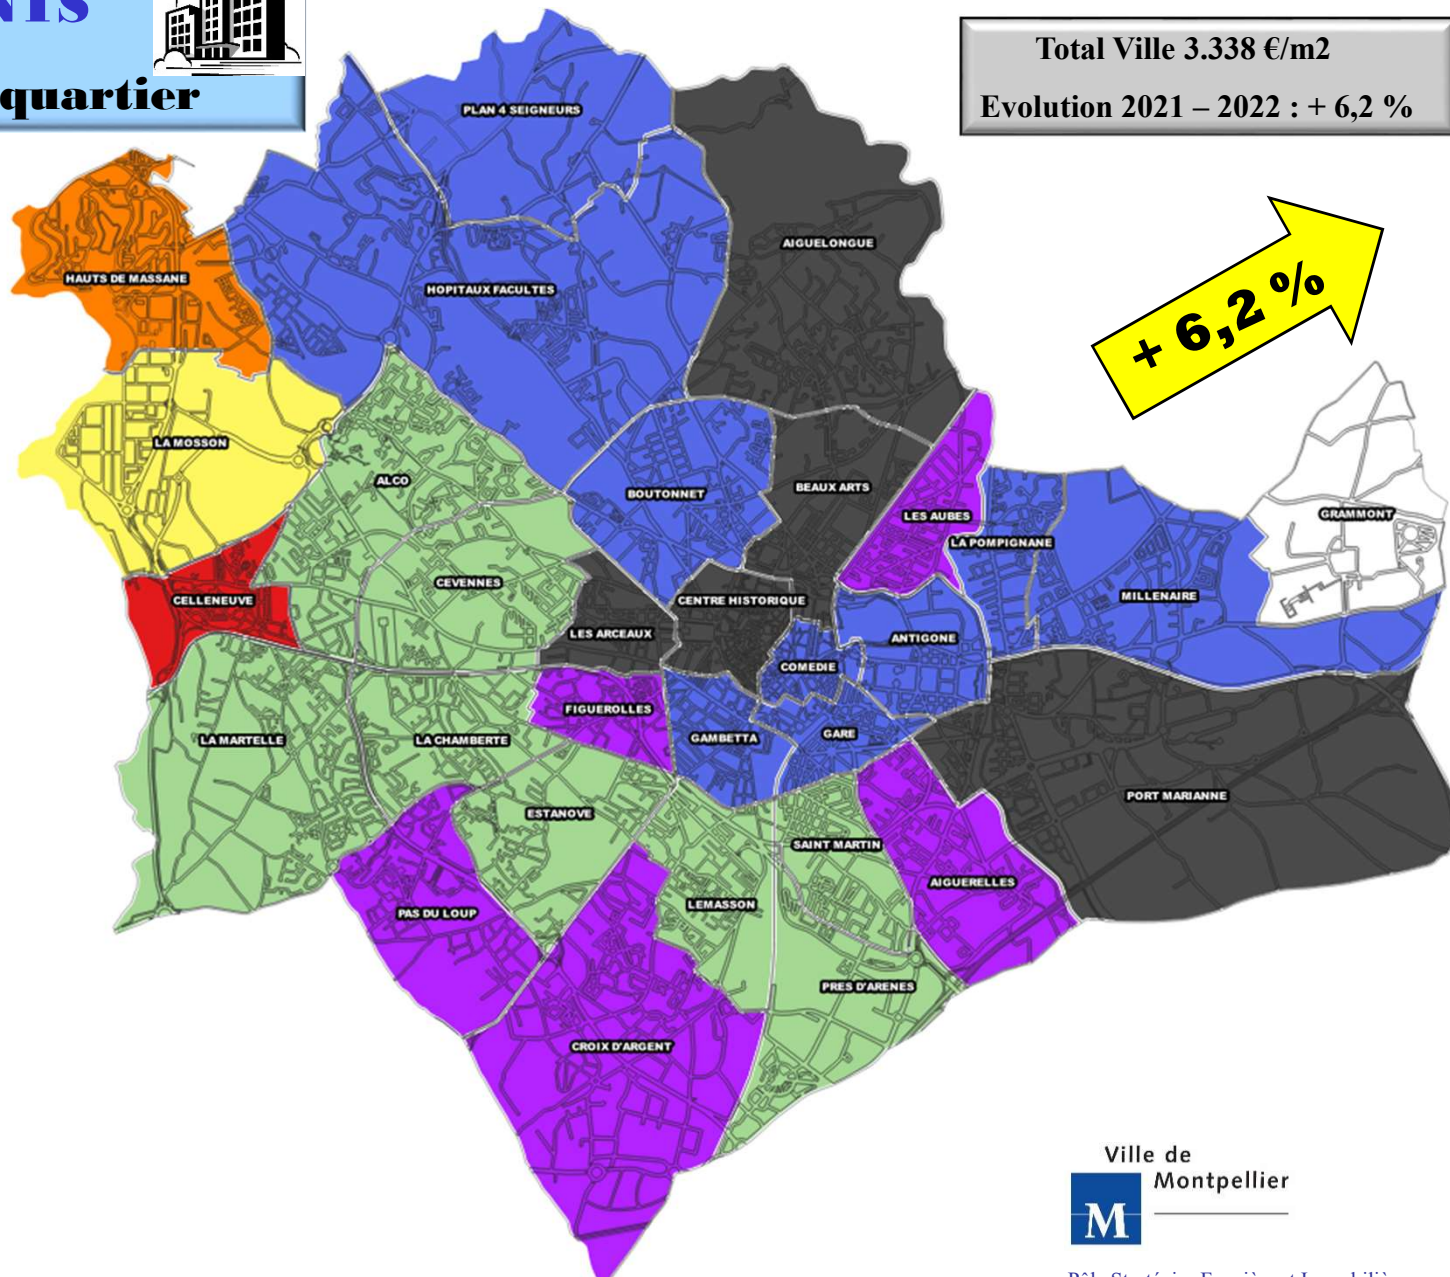 quartier
Total Ville 3.338 €/m2
Evolution 2021 – 2022 : + 6,2 %
+ 6,2 %
PLAN 4 SEIGNEURS
AIGUELONGUE
HAUTS DE MASSANE
HOPITAUX FACULTES
LA MOSSON
ALCO
BOUTONNET
BEAUX ARTS
LES AUBES
GRAMMONT
LA POMPIGNANE
CEVENNES
MILLENAIRE
CELLENEUVE
CENTRE HISTORIQUE
LES ARCEAUX
ANTIGONE
COMEDIE
FIGUEROLLES
GARE
LA MARTELLE
LA CHAMBERTE
GAMBETTA
PORT MARIANNE
ESTANOVE
SAINT MARTIN
AIGUERELLES
LEMASSON
PAS DU LOUP
PRES D'ARENES
CROIX D'ARGENT
Ville de
Montpellier
M